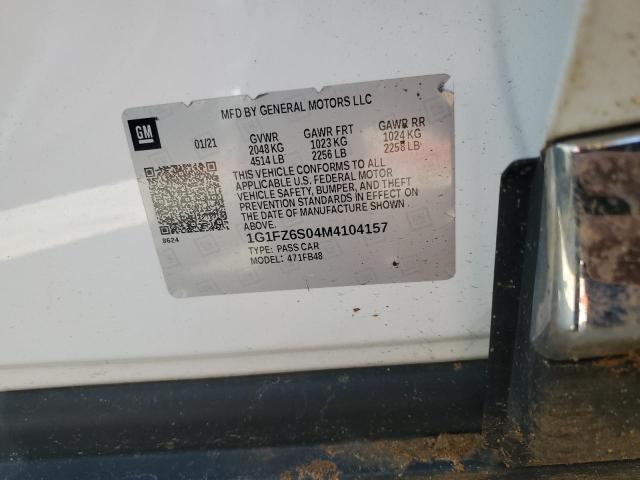 MFD BY GENERAL MOTORS LLC
GM
01/21 GVWR GAWR FRT GAWR RR
2048 KG 1023 KG 1024 KG
4514 LB 2256 LB 2258 LB
THIS VEHICLE CONFORMS TO ALL
APPLICABLE U.S. FEDERAL MOTOR
VEHICLE SAFETY, BUMPER, AND THEFT
PREVENTION STANDARDS IN EFFECT ON
THE DATE OF MANUFACTURE SHOWN
ABOVE.
8624
1G1FZ6S04M4104157
TYPE: PASS CAR
MODEL: 471FB48